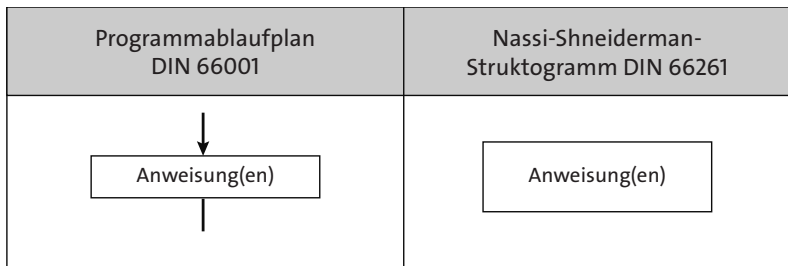 Programmablaufplan
DIN 66001
Nassi-Shneiderman-
Struktogramm DIN 66261
Anweisung(en)
Anweisung(en)